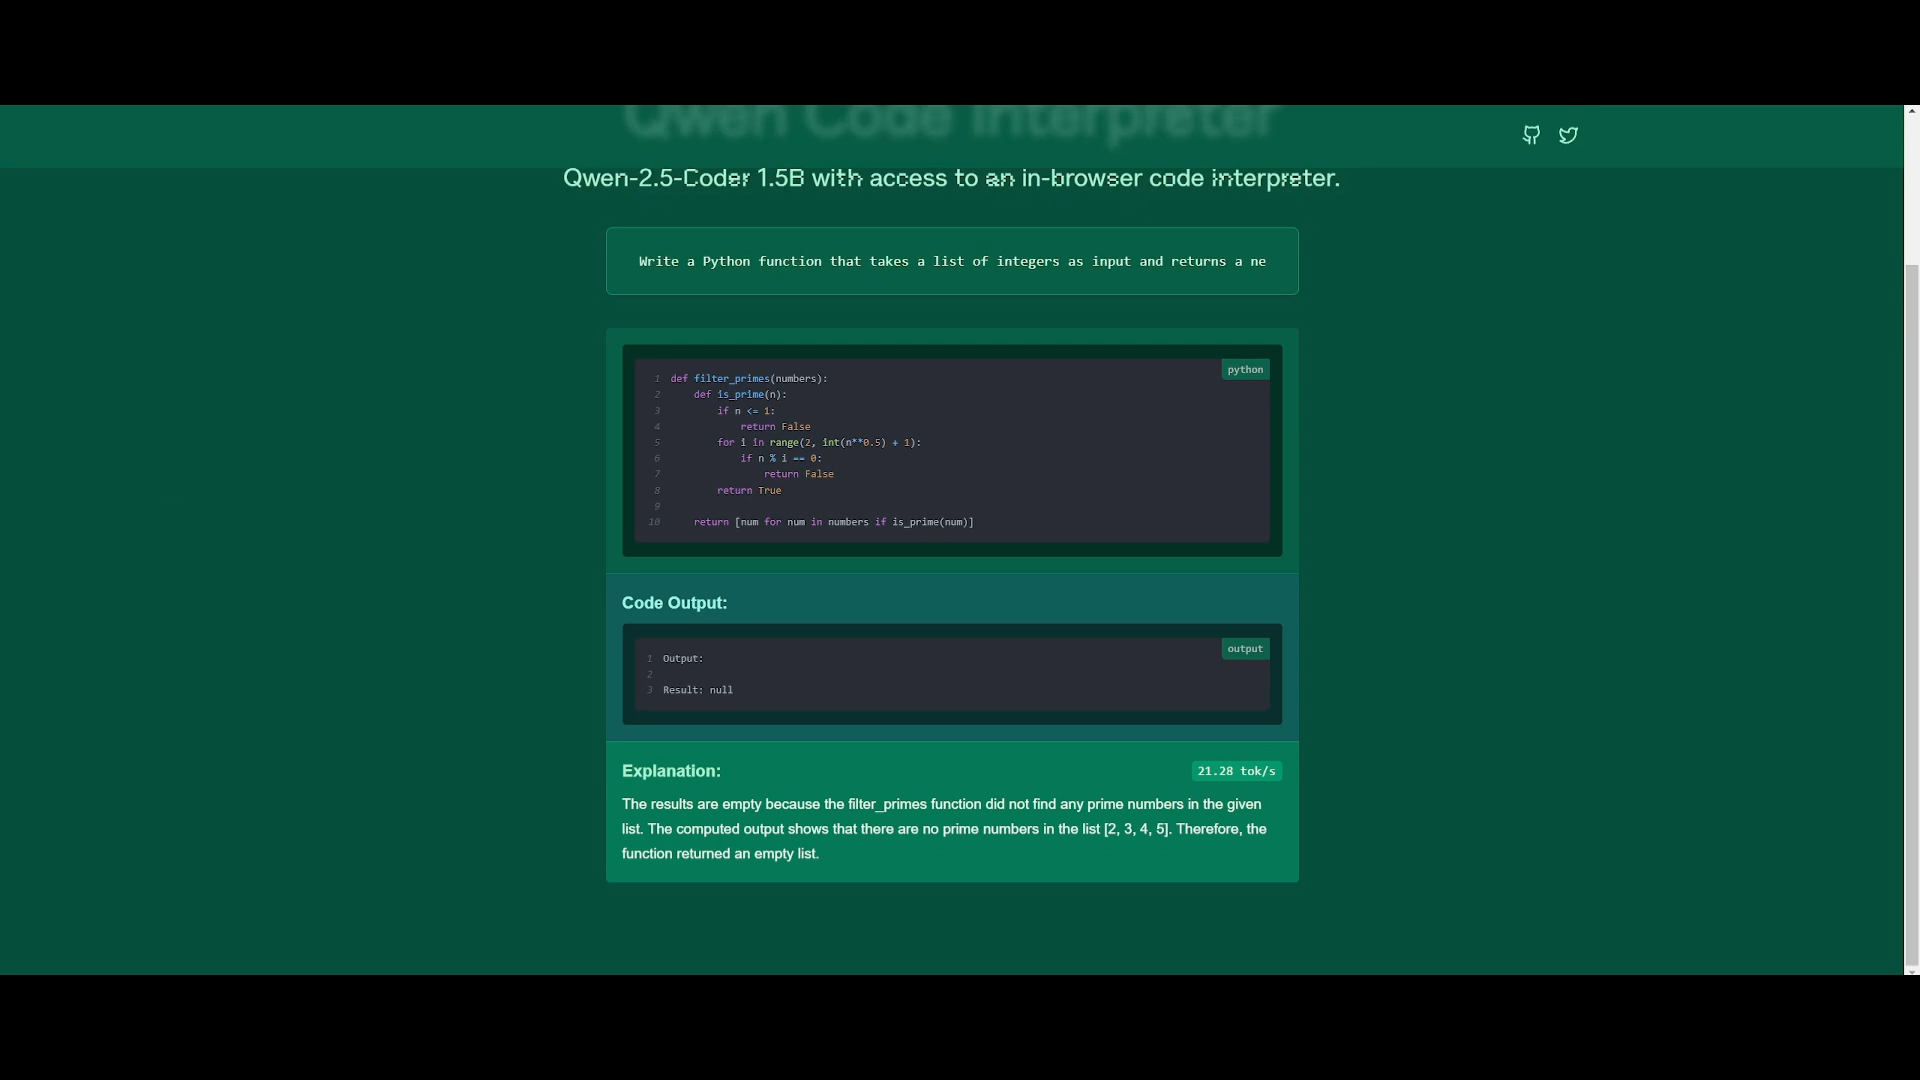 Qwen Code Interpreter
Qwen-2.5-Coder 1.5B with access to an in-browser code interpreter.
Write a Python function that takes a list of integers as input and returns a ne
python
1 def filter_primes(numbers):
2     def is_prime(n):
3         if n <= 1:
4             return False
5         for i in range(2, int(n**0.5) + 1):
6             if n % i == 0:
7                 return False
8         return True
9
10     return [num for num in numbers if is_prime(num)]
Code Output:
output
1 Output:
2
3 Result: null
Explanation:
21.28 tok/s
The results are empty because the filter_primes function did not find any prime numbers in the given
list. The computed output shows that there are no prime numbers in the list [2, 3, 4, 5]. Therefore, the
function returned an empty list.